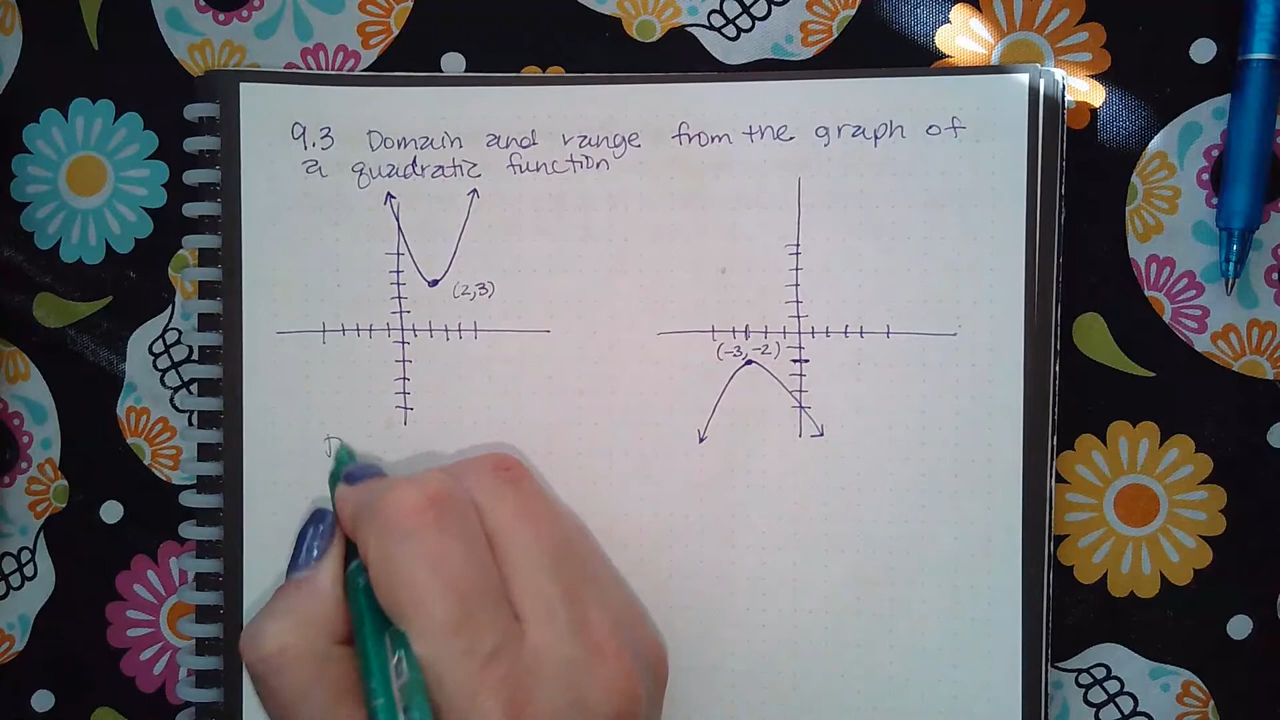 9.3 Domain and range from the graph of
a quadratic function
(2,3)
(-3,-2)
D